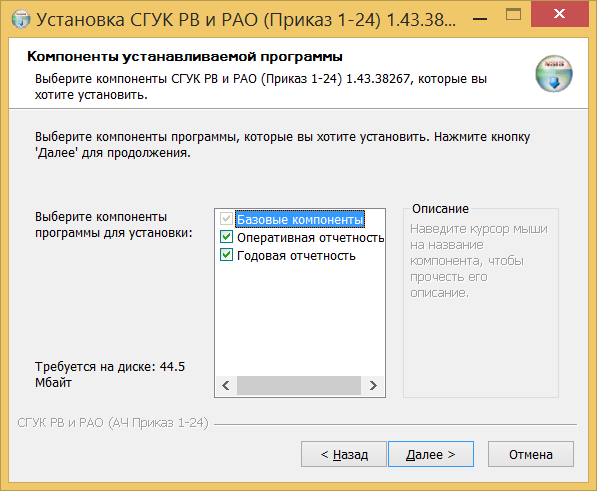 Установка СГУК РВ и РАО (Приказ 1-24) 1.43.38...
Компоненты устанавливаемой программы
Выберите компоненты СГУК РВ и РАО (Приказ 1-24) 1.43.38267, которые вы
хотите установить.
Выберите компоненты программы, которые вы хотите установить. Нажмите кнопку
'Далее' для продолжения.
Выберите компоненты
программы для установки:
Базовые компоненты
Оперативная отчетность
Годовая отчетность
Описание
Наведите курсор мыши
на название
компонента, чтобы
прочесть его
описание.
Требуется на диске: 44.5
Мбайт
СГУК РВ и РАО (АЧ Приказ 1-24)
< Назад
Далее >
Отмена